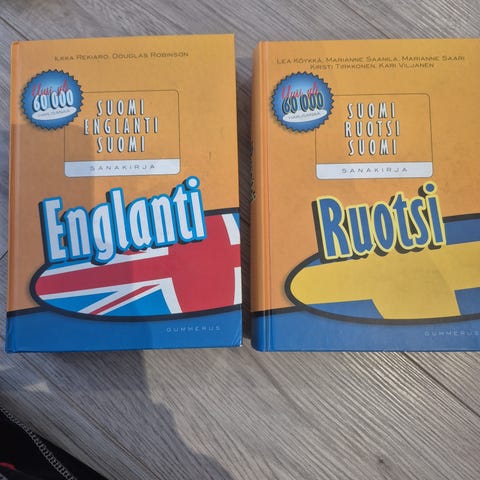 ILKKA REKIARO, DOUGLAS ROBINSON
Yli
60 000
HAKUSANAA
SUOMI
ENGLANTI
SUOMI
SANAKIRJA
Englanti
GUMMERUS
LEA KÖYKKÄ, MARIANNE SAANILA, MARIANNE SAARI
KIRSTI TIRKKONEN, KARI VILJANEN
Yli
60 000
HAKUSANAA
SUOMI
RUOTSI
SUOMI
SANAKIRJA
Ruotsi
GUMMERUS